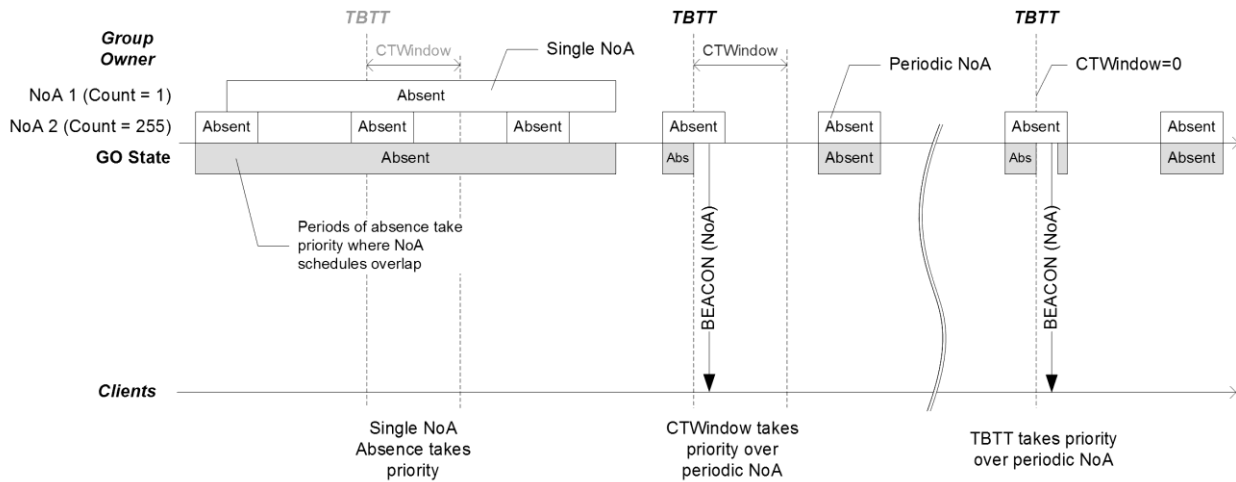 TBTT
TBTT
TBTT
Group
Owner
CTWindow
Single NoA
CTWindow
Periodic NoA
CTWindow=0
NoA 1 (Count = 1)
Absent
NoA 2 (Count = 255)
Absent
Absent
Absent
Absent
Absent
Absent
Absent
GO State
Absent
Abs
Absent
Abs
Absent
Periods of absence take
priority where NoA
schedules overlap
BEACON (NoA)
BEACON (NoA)
Clients
Single NoA
Absence takes
priority
CTWindow takes
priority over
periodic NoA
TBTT takes priority
over periodic NoA